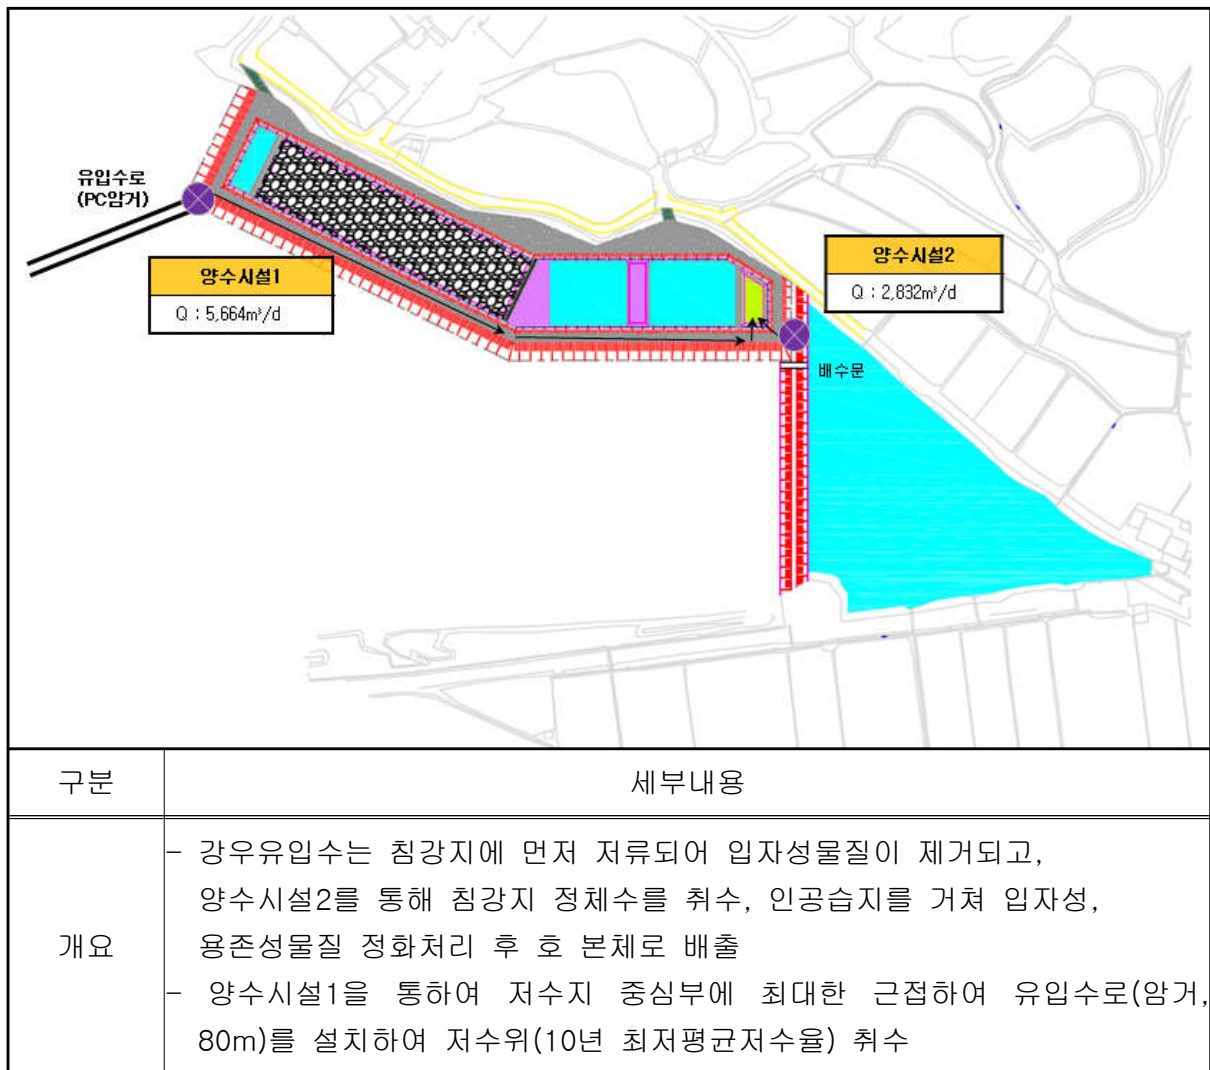 유입수로
(PC암거)
양수시설1
Q : 5,664m³/d
양수시설2
Q : 2,832m³/d
배수문
구분
세부내용
개요
- 강우유입수는 침강지에 먼저 저류되어 입자성물질이 제거되고,
양수시설2를 통해 침강지 정체수를 취수, 인공습지를 거쳐 입자성,
용존성물질 정화처리 후 호 본체로 배출
- 양수시설1을 통하여 저수지 중심부에 최대한 근접하여 유입수로(암거,
80m)를 설치하여 저수위(10년 최저평균저수율) 취수